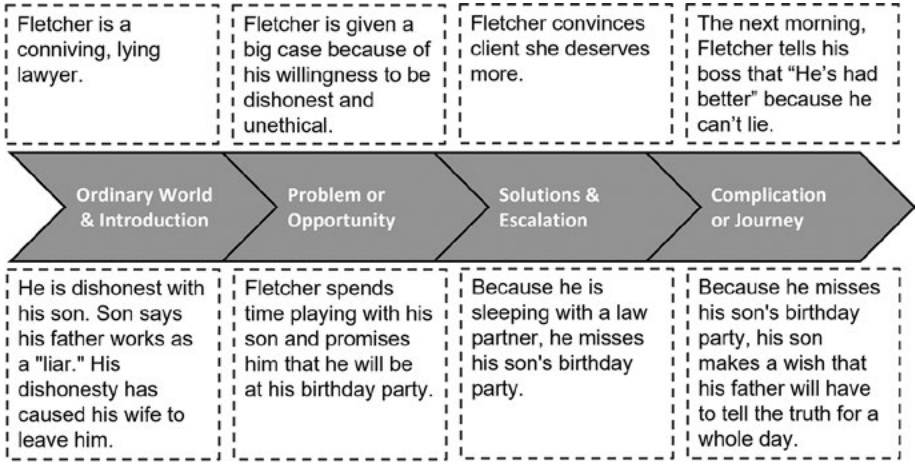 Fletcher is a
conniving, lying
lawyer.
Fletcher is given a
big case because of
his willingness to be
dishonest and
unethical.
Fletcher convinces
client she deserves
more.
The next morning,
Fletcher tells his
boss that “He’s had
better” because he
can’t lie.
Ordinary World
& Introduction
Problem or
Opportunity
Solutions &
Escalation
Complication
or Journey
He is dishonest with
his son. Son says
his father works as
a "liar." His
dishonesty has
caused his wife to
leave him.
Fletcher spends
time playing with his
son and promises
him that he will be
at his birthday party.
Because he is
sleeping with a law
partner, he misses
his son's birthday
party.
Because he misses
his son's birthday
party, his son
makes a wish that
his father will have
to tell the truth for a
whole day.